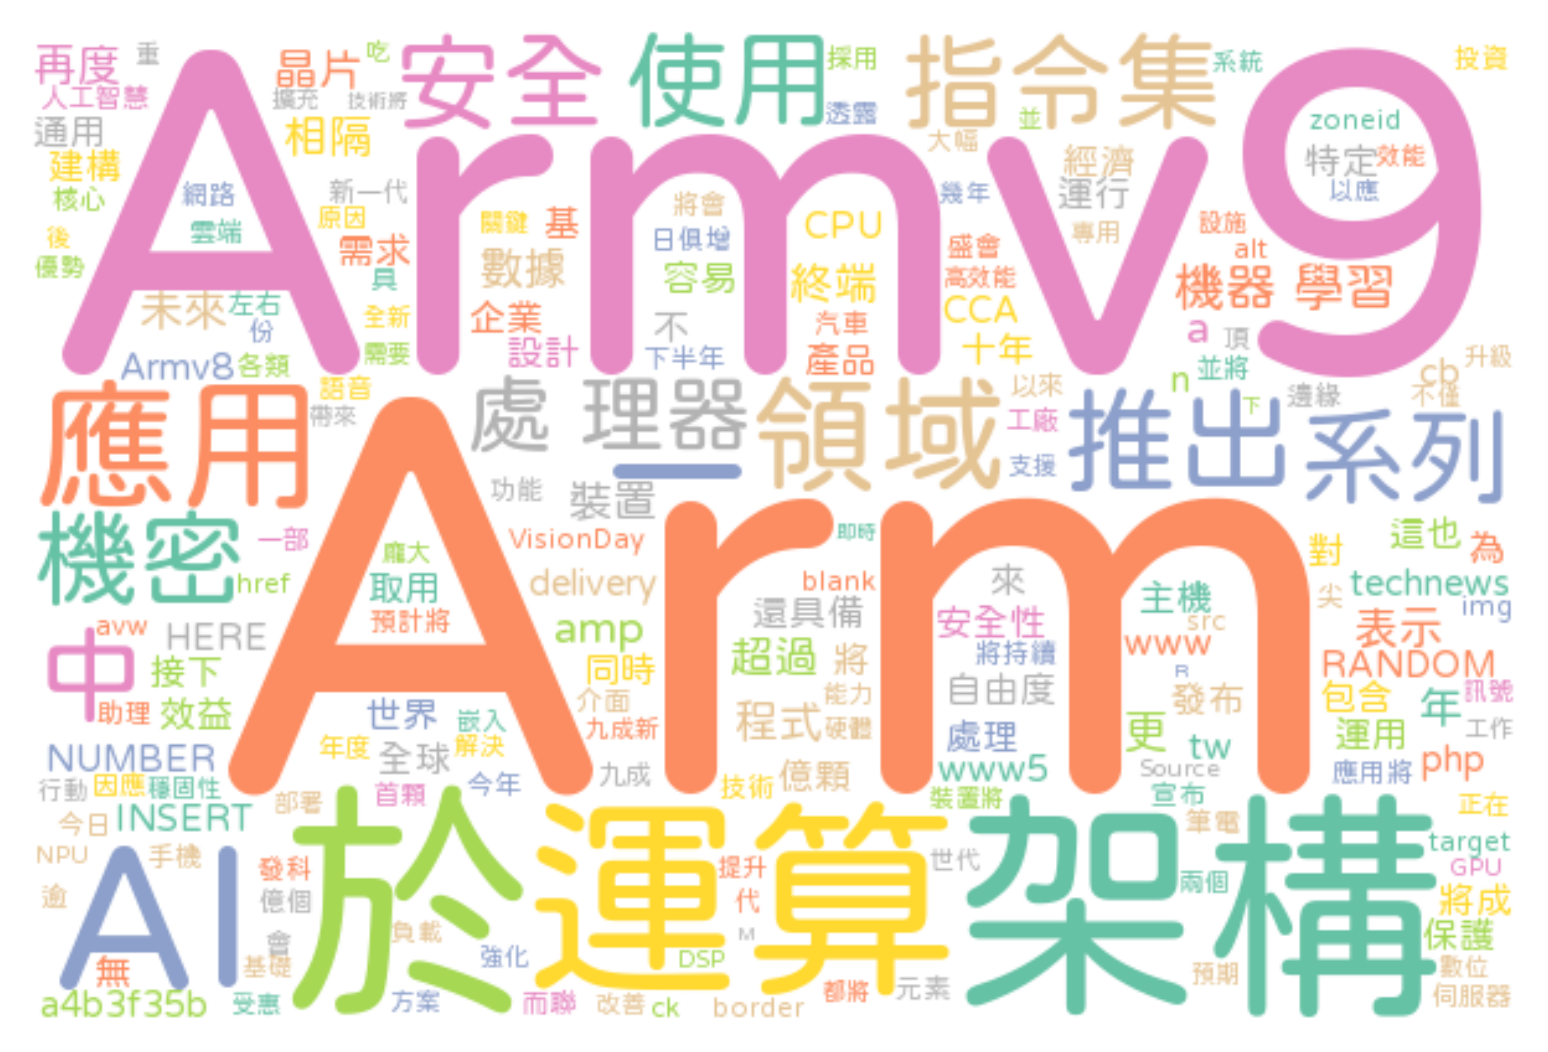 再度 重 晶片 吃 安全 使用 採用 指令集 系統 投資
人工智慧 擴充 技術將 透露 並 zoneid
通用 相隔 大幅 特定 效能
建構 Armv9 經濟
核心 網路 新一代 將會 幾年 運行 以應
後 雲端 原因 關鍵 基 日俱增 CPU 專用 設施
優勢 需求 數據 容易 終端 盛會 alt
具 高效能 機器 學習
未來 左右 全新 企業 不 汽車 CCA a 頂
份 設計 下半年 產品 十年 並將 升級
Armv8 各類 需要 n cb
應用 語音 處 理器 領域 以來 下 邊緣 不僅
帶來 一 工廠 推出 系列
功能 裝置 支援
機密 一部 VisionDay 即時 對 這也 為
href 龐大 取用 delivery blank 來 主機 尖 technews
avw Arm 預計將 還具備 安全性 src img
中 HERE amp 超過 將 將持續 www 表示
接下 同時 R RANDOM
助理 效益 世界 嵌入 介面 能力 自由度 發布 包含 年 訊號
九成新 程式 硬體 處理 更 運用 工作
NUMBER 年度 全球 解決 tw
行動 因應 穩固性 首顆 今年 九成 技術 億顆 www5 Source 應用將 php
今日 INSERT 部署 裝置將 宣布 正在
NPU 手機 於 運算 架構 筆電 target
AI 發科 提升 世代 兩個 GPU
逾 億個 代 將成
會 負載 M 保護
無 基礎 強化 DSP 預期 數位
a4b3f35b 受惠 方案 而聯 改善 ck border 都將 元素 伺服器